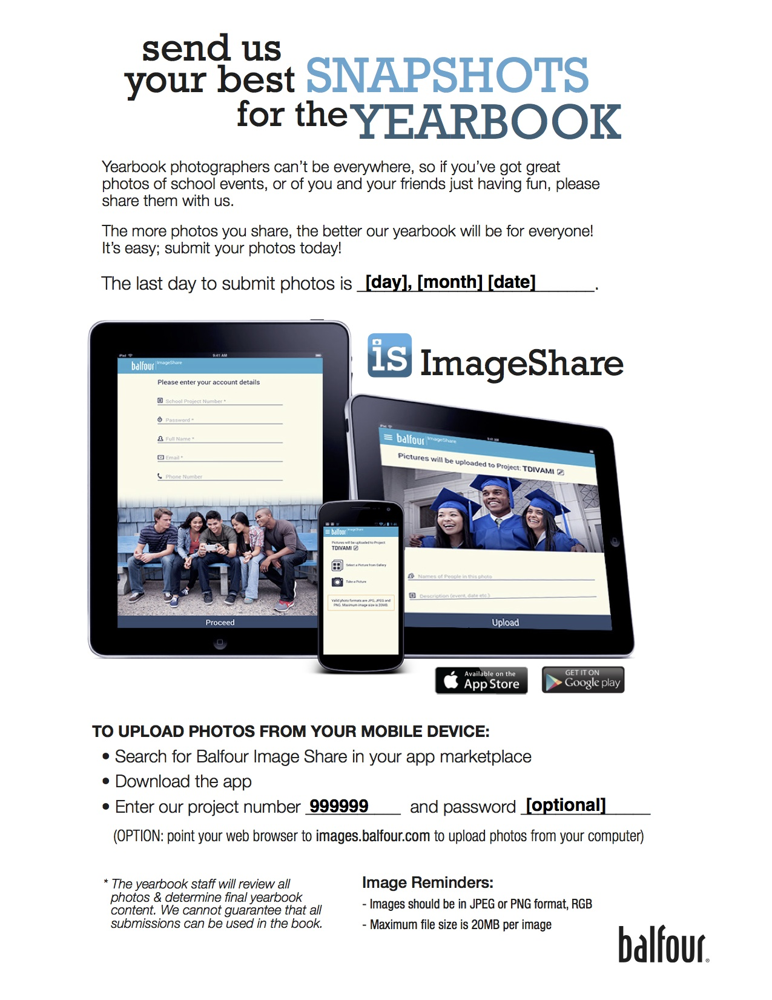 send us
your best SNAPSHOTS
for the YEARBOOK
Yearbook photographers can't be everywhere, so if you've got great
photos of school events, or of you and your friends just having fun, please
share them with us.
The more photos you share, the better our yearbook will be for everyone!
It's easy; submit your photos today!
The last day to submit photos is [day], [month] [date].
is ImageShare
iPad 9:41 AM
balfour ImageShare
Please enter your account details
School Project Number *
Password *
Full Name *
Email *
Phone Number
Proceed
iPad 9:41 AM
balfour ImageShare
Pictures will be uploaded to Project: TDIVAMI
Names of People in this photo
Description (event, date etc.)
Upload
balfour ImageShare
Pictures will be uploaded to Project
TDIVAMI
Select a Picture from Gallery
Take a Picture
Valid photo formats are JPG, JPEG and
PNG. Maximum image size is 20MB.
Available on the
App Store
GET IT ON
Google play
TO UPLOAD PHOTOS FROM YOUR MOBILE DEVICE:
• Search for Balfour Image Share in your app marketplace
• Download the app
• Enter our project number 999999 and password [optional]
(OPTION: point your web browser to images.balfour.com to upload photos from your computer)
* The yearbook staff will review all
photos & determine final yearbook
content. We cannot guarantee that all
submissions can be used in the book.
Image Reminders:
- Images should be in JPEG or PNG format, RGB
- Maximum file size is 20MB per image
balfour®